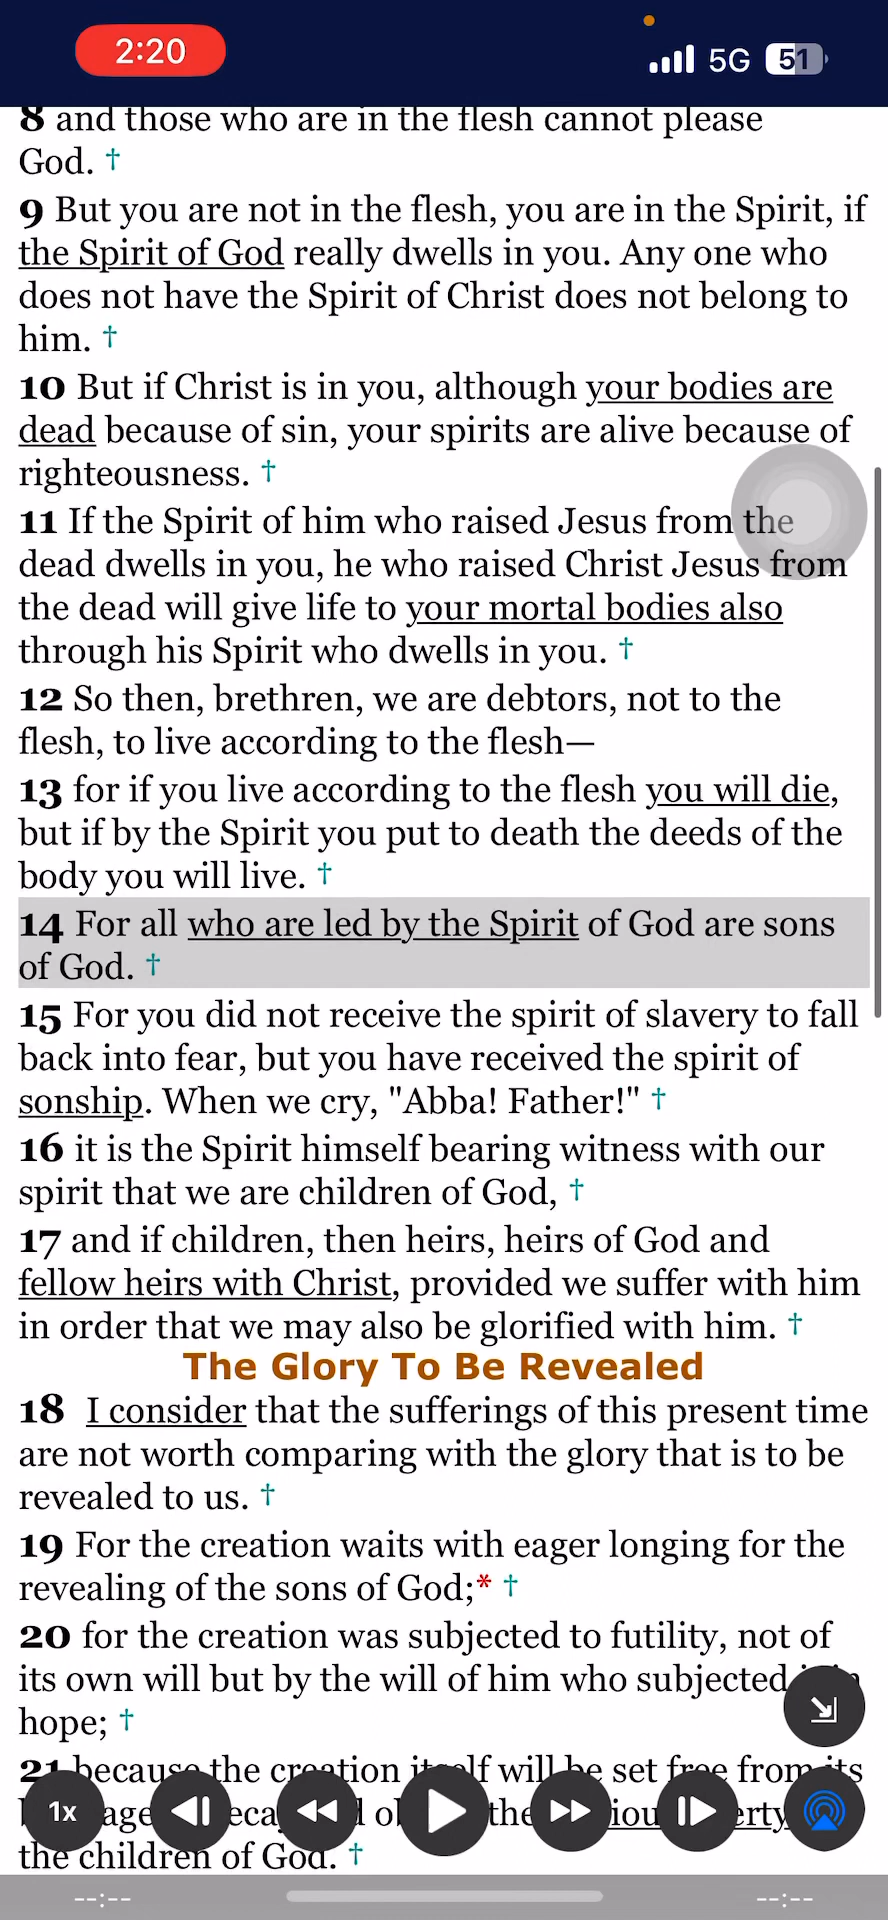 2:20
5G 51
8 and those who are in the flesh cannot please
God. †
9 But you are not in the flesh, you are in the Spirit, if
the Spirit of God really dwells in you. Any one who
does not have the Spirit of Christ does not belong to
him. †
10 But if Christ is in you, although your bodies are
dead because of sin, your spirits are alive because of
righteousness. †
11 If the Spirit of him who raised Jesus from the
dead dwells in you, he who raised Christ Jesus from
the dead will give life to your mortal bodies also
through his Spirit who dwells in you. †
12 So then, brethren, we are debtors, not to the
flesh, to live according to the flesh—
13 for if you live according to the flesh you will die,
but if by the Spirit you put to death the deeds of the
body you will live. †
14 For all who are led by the Spirit of God are sons
of God. †
15 For you did not receive the spirit of slavery to fall
back into fear, but you have received the spirit of
sonship. When we cry, "Abba! Father!" †
16 it is the Spirit himself bearing witness with our
spirit that we are children of God, †
17 and if children, then heirs, heirs of God and
fellow heirs with Christ, provided we suffer with him
in order that we may also be glorified with him. †
The Glory To Be Revealed
18 I consider that the sufferings of this present time
are not worth comparing with the glory that is to be
revealed to us. †
19 For the creation waits with eager longing for the
revealing of the sons of God;* †
20 for the creation was subjected to futility, not of
its own will but by the will of him who subjected
hope; †
21 because the creation itself will be set free from its
1x the
the children of God. †
--:-- --:--